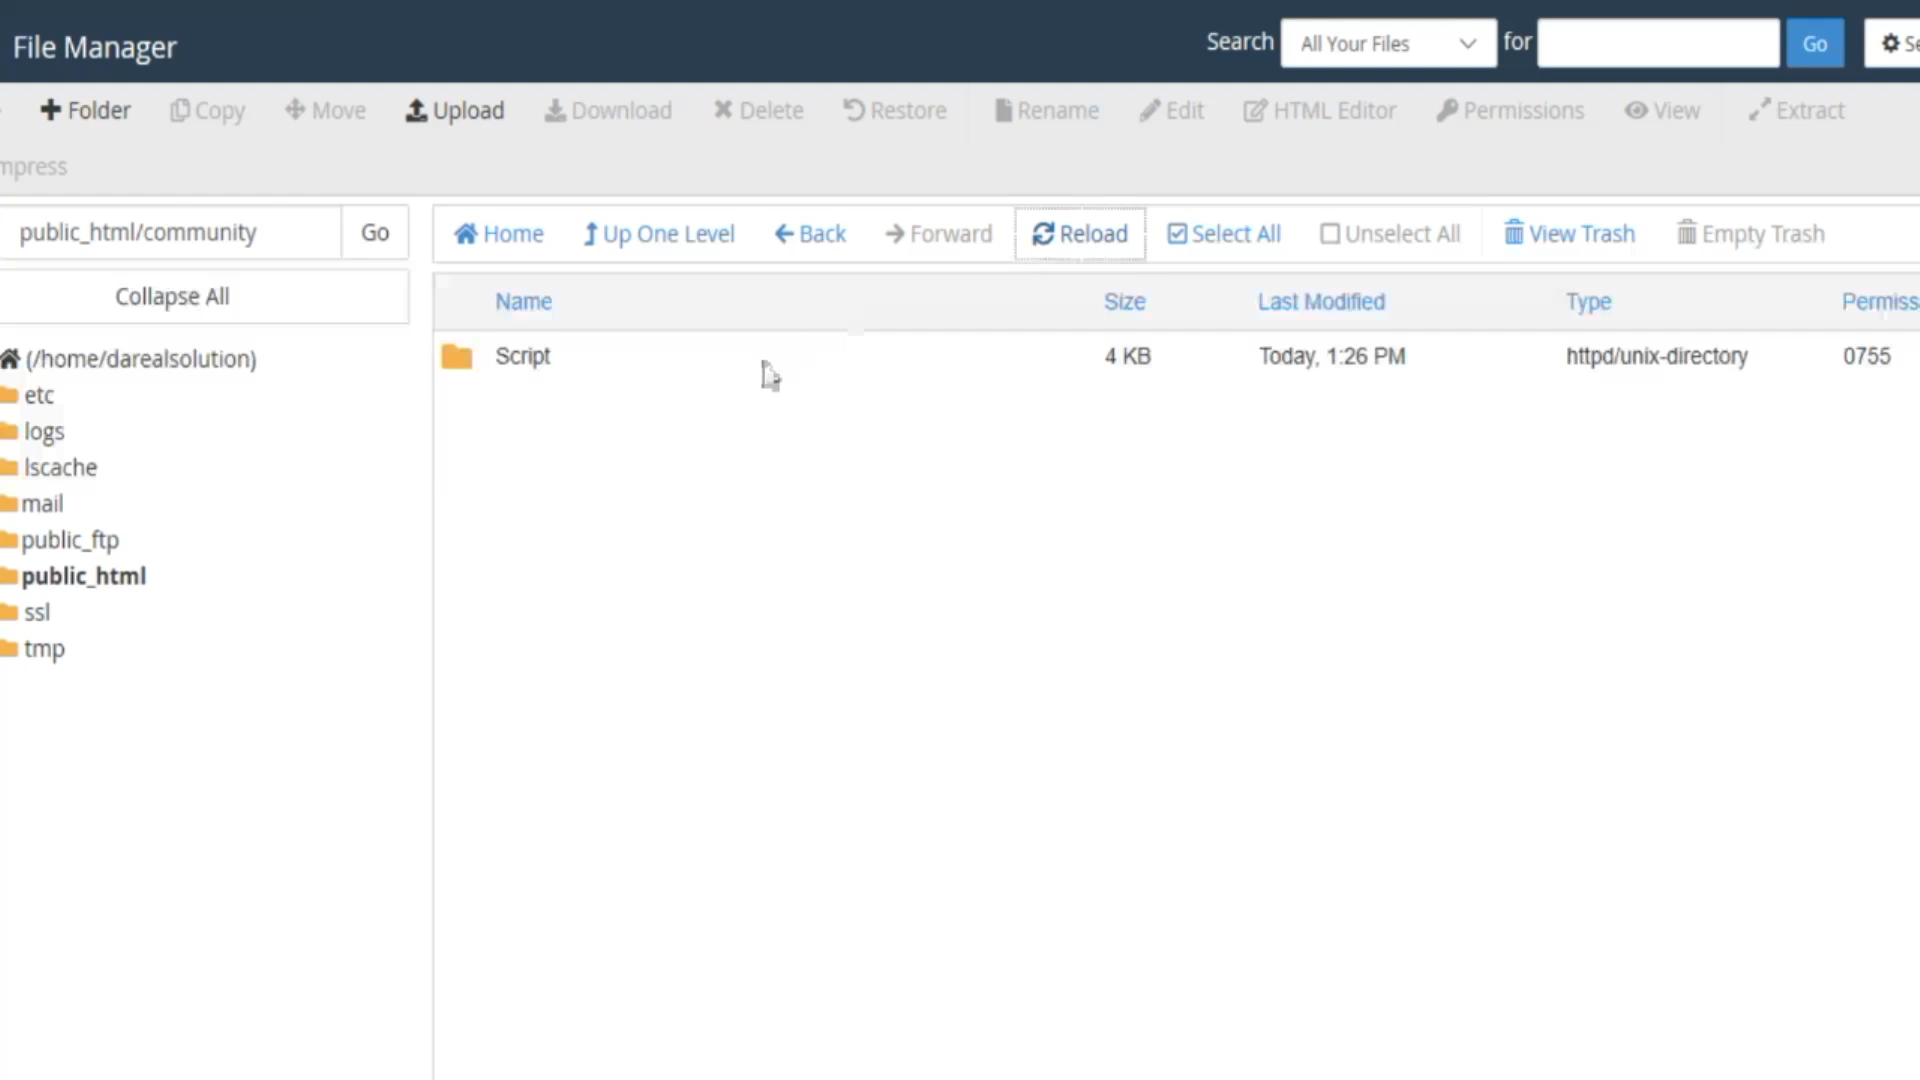 File Manager
Search All Your Files for Go
Folder Copy Move Upload Download Delete Restore Rename Edit HTML Editor Permissions View Extract
mpress
public_html/community Go
Home Up One Level Back Forward Reload Select All Unselect All View Trash Empty Trash
Collapse All
Name Size Last Modified Type Permiss
Script 4 KB Today, 1:26 PM httpd/unix-directory 0755
(/home/darealsolution)
etc
logs
lscache
mail
public_ftp
public_html
ssl
tmp